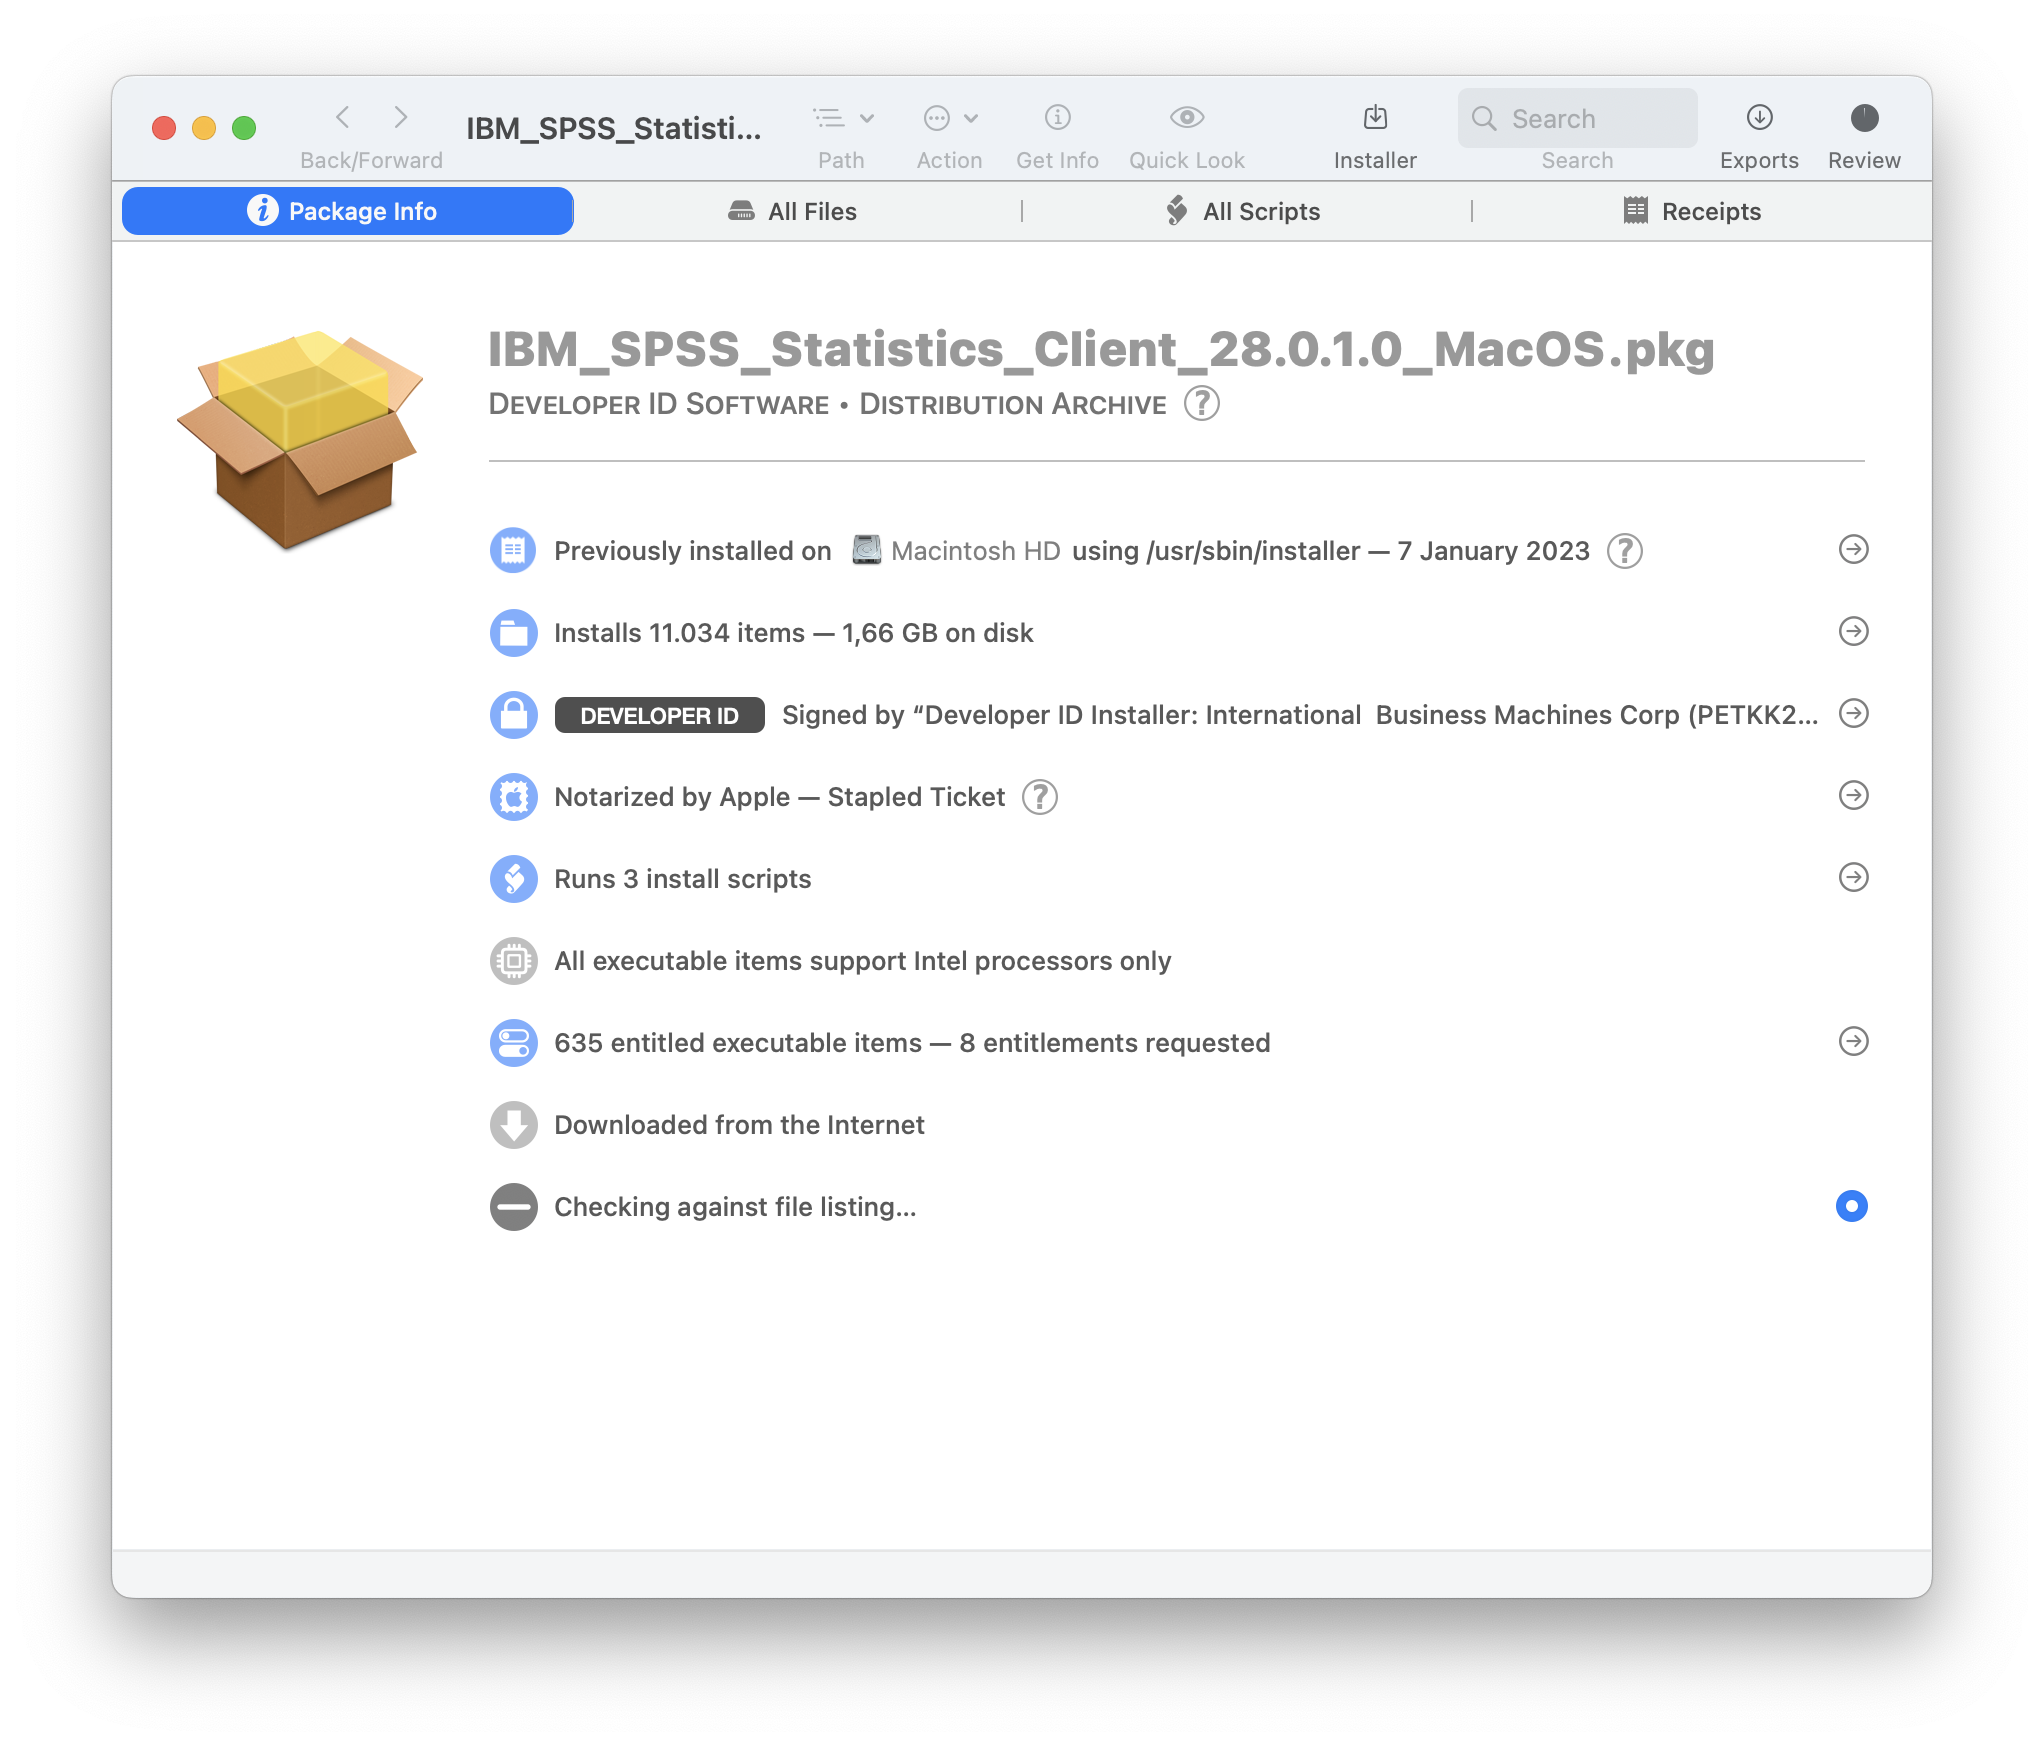 IBM_SPSS_Statisti...
Back/Forward
Path
Action
Get Info
Quick Look
Installer
Search
Search
Exports
Review
Package Info
All Files
All Scripts
Receipts
IBM_SPSS_Statistics_Client_28.0.1.0_MacOS.pkg
DEVELOPER ID SOFTWARE • DISTRIBUTION ARCHIVE ?
Previously installed on Macintosh HD using /usr/sbin/installer — 7 January 2023 ?
Installs 11.034 items — 1,66 GB on disk
DEVELOPER ID Signed by “Developer ID Installer: International  Business Machines Corp (PETKK2...
Notarized by Apple — Stapled Ticket ?
Runs 3 install scripts
All executable items support Intel processors only
635 entitled executable items — 8 entitlements requested
Downloaded from the Internet
Checking against file listing...